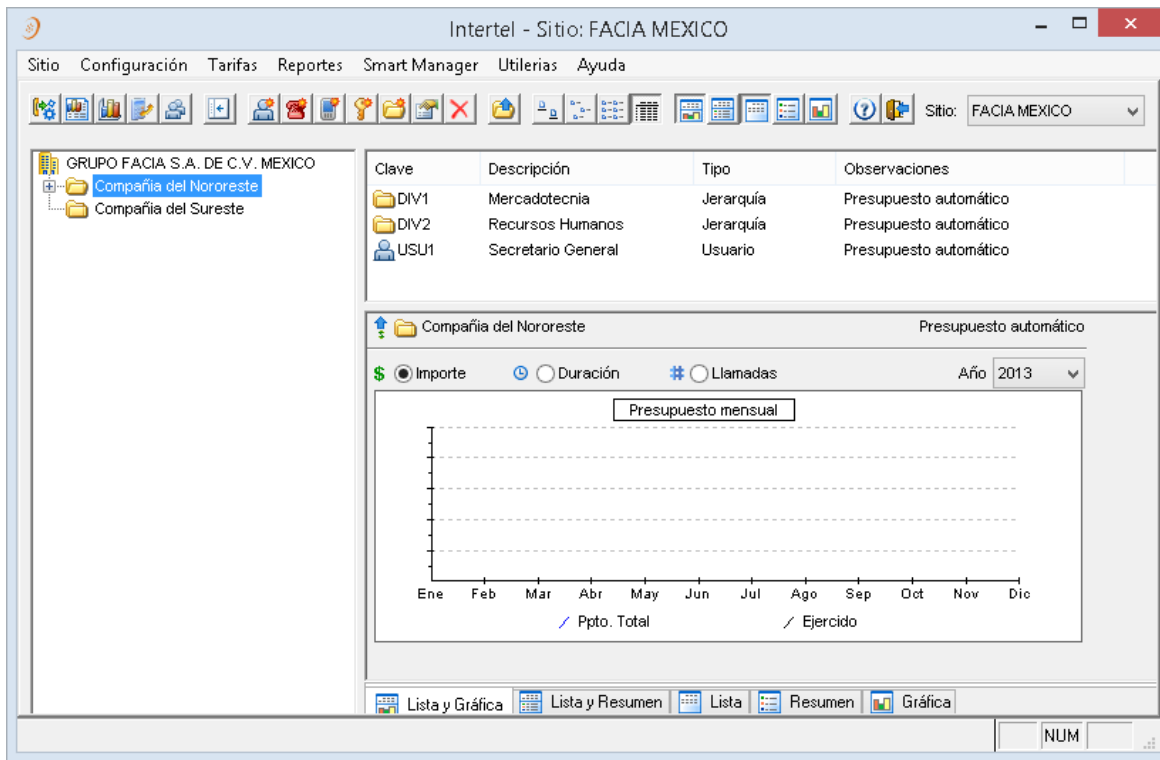 Intertel - Sitio: FACIA MEXICO
Sitio Configuración Tarifas Reportes Smart Manager Utilerias Ayuda
Sitio: FACIA MEXICO
GRUPO FACIA S.A. DE C.V. MEXICO
Compañia del Nororeste
Compañia del Sureste
Clave Descripción Tipo Observaciones
DIV1 Mercadotecnia Jerarquía Presupuesto automático
DIV2 Recursos Humanos Jerarquía Presupuesto automático
USU1 Secretario General Usuario Presupuesto automático
Compañia del Nororeste Presupuesto automático
$ Importe Duración # Llamadas Año 2013
Presupuesto mensual
Ene Feb Mar Abr May Jun Jul Ago Sep Oct Nov Dic
Ppto. Total Ejercido
Lista y Gráfica Lista y Resumen Lista Resumen Gráfica
NUM